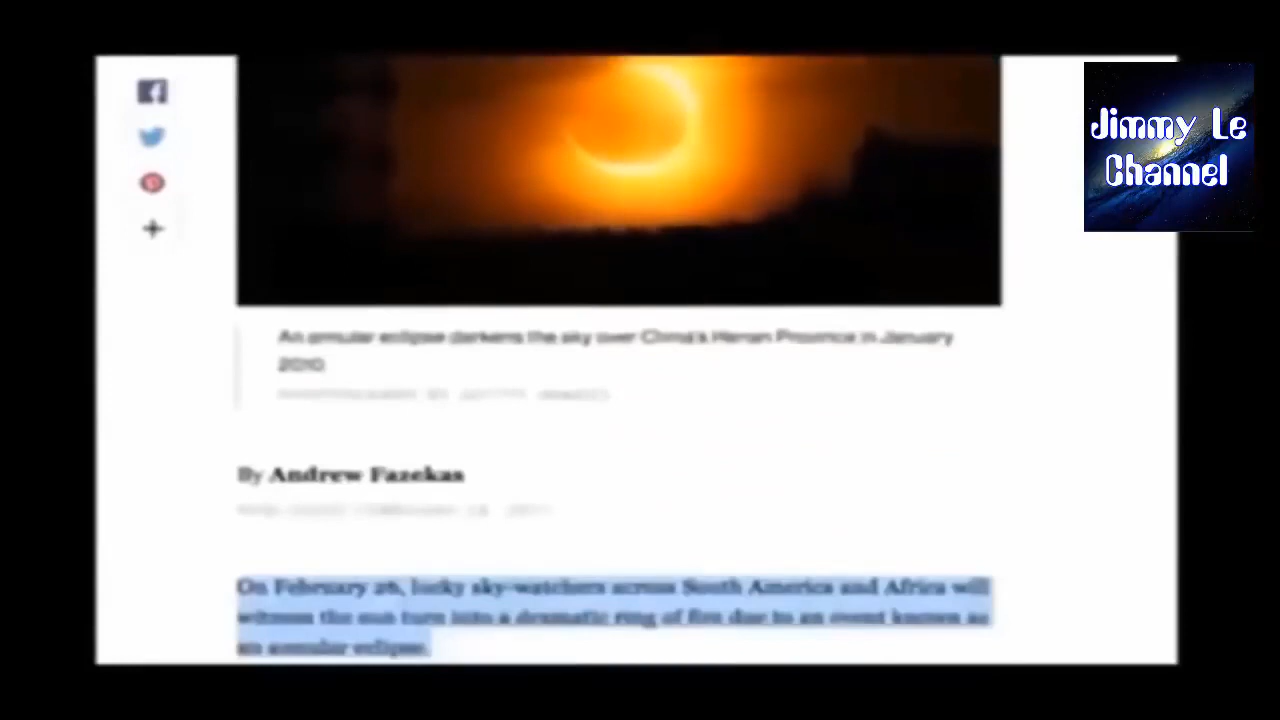 Jimmy Le
Channel
An annular eclipse darkens the sky over China's Henan Province in January
2010
By Andrew Fazekas
On February 26, lucky sky-watchers across South America and Africa will
witness the sun turn into a dramatic ring of fire due to an event known as
an annular eclipse.